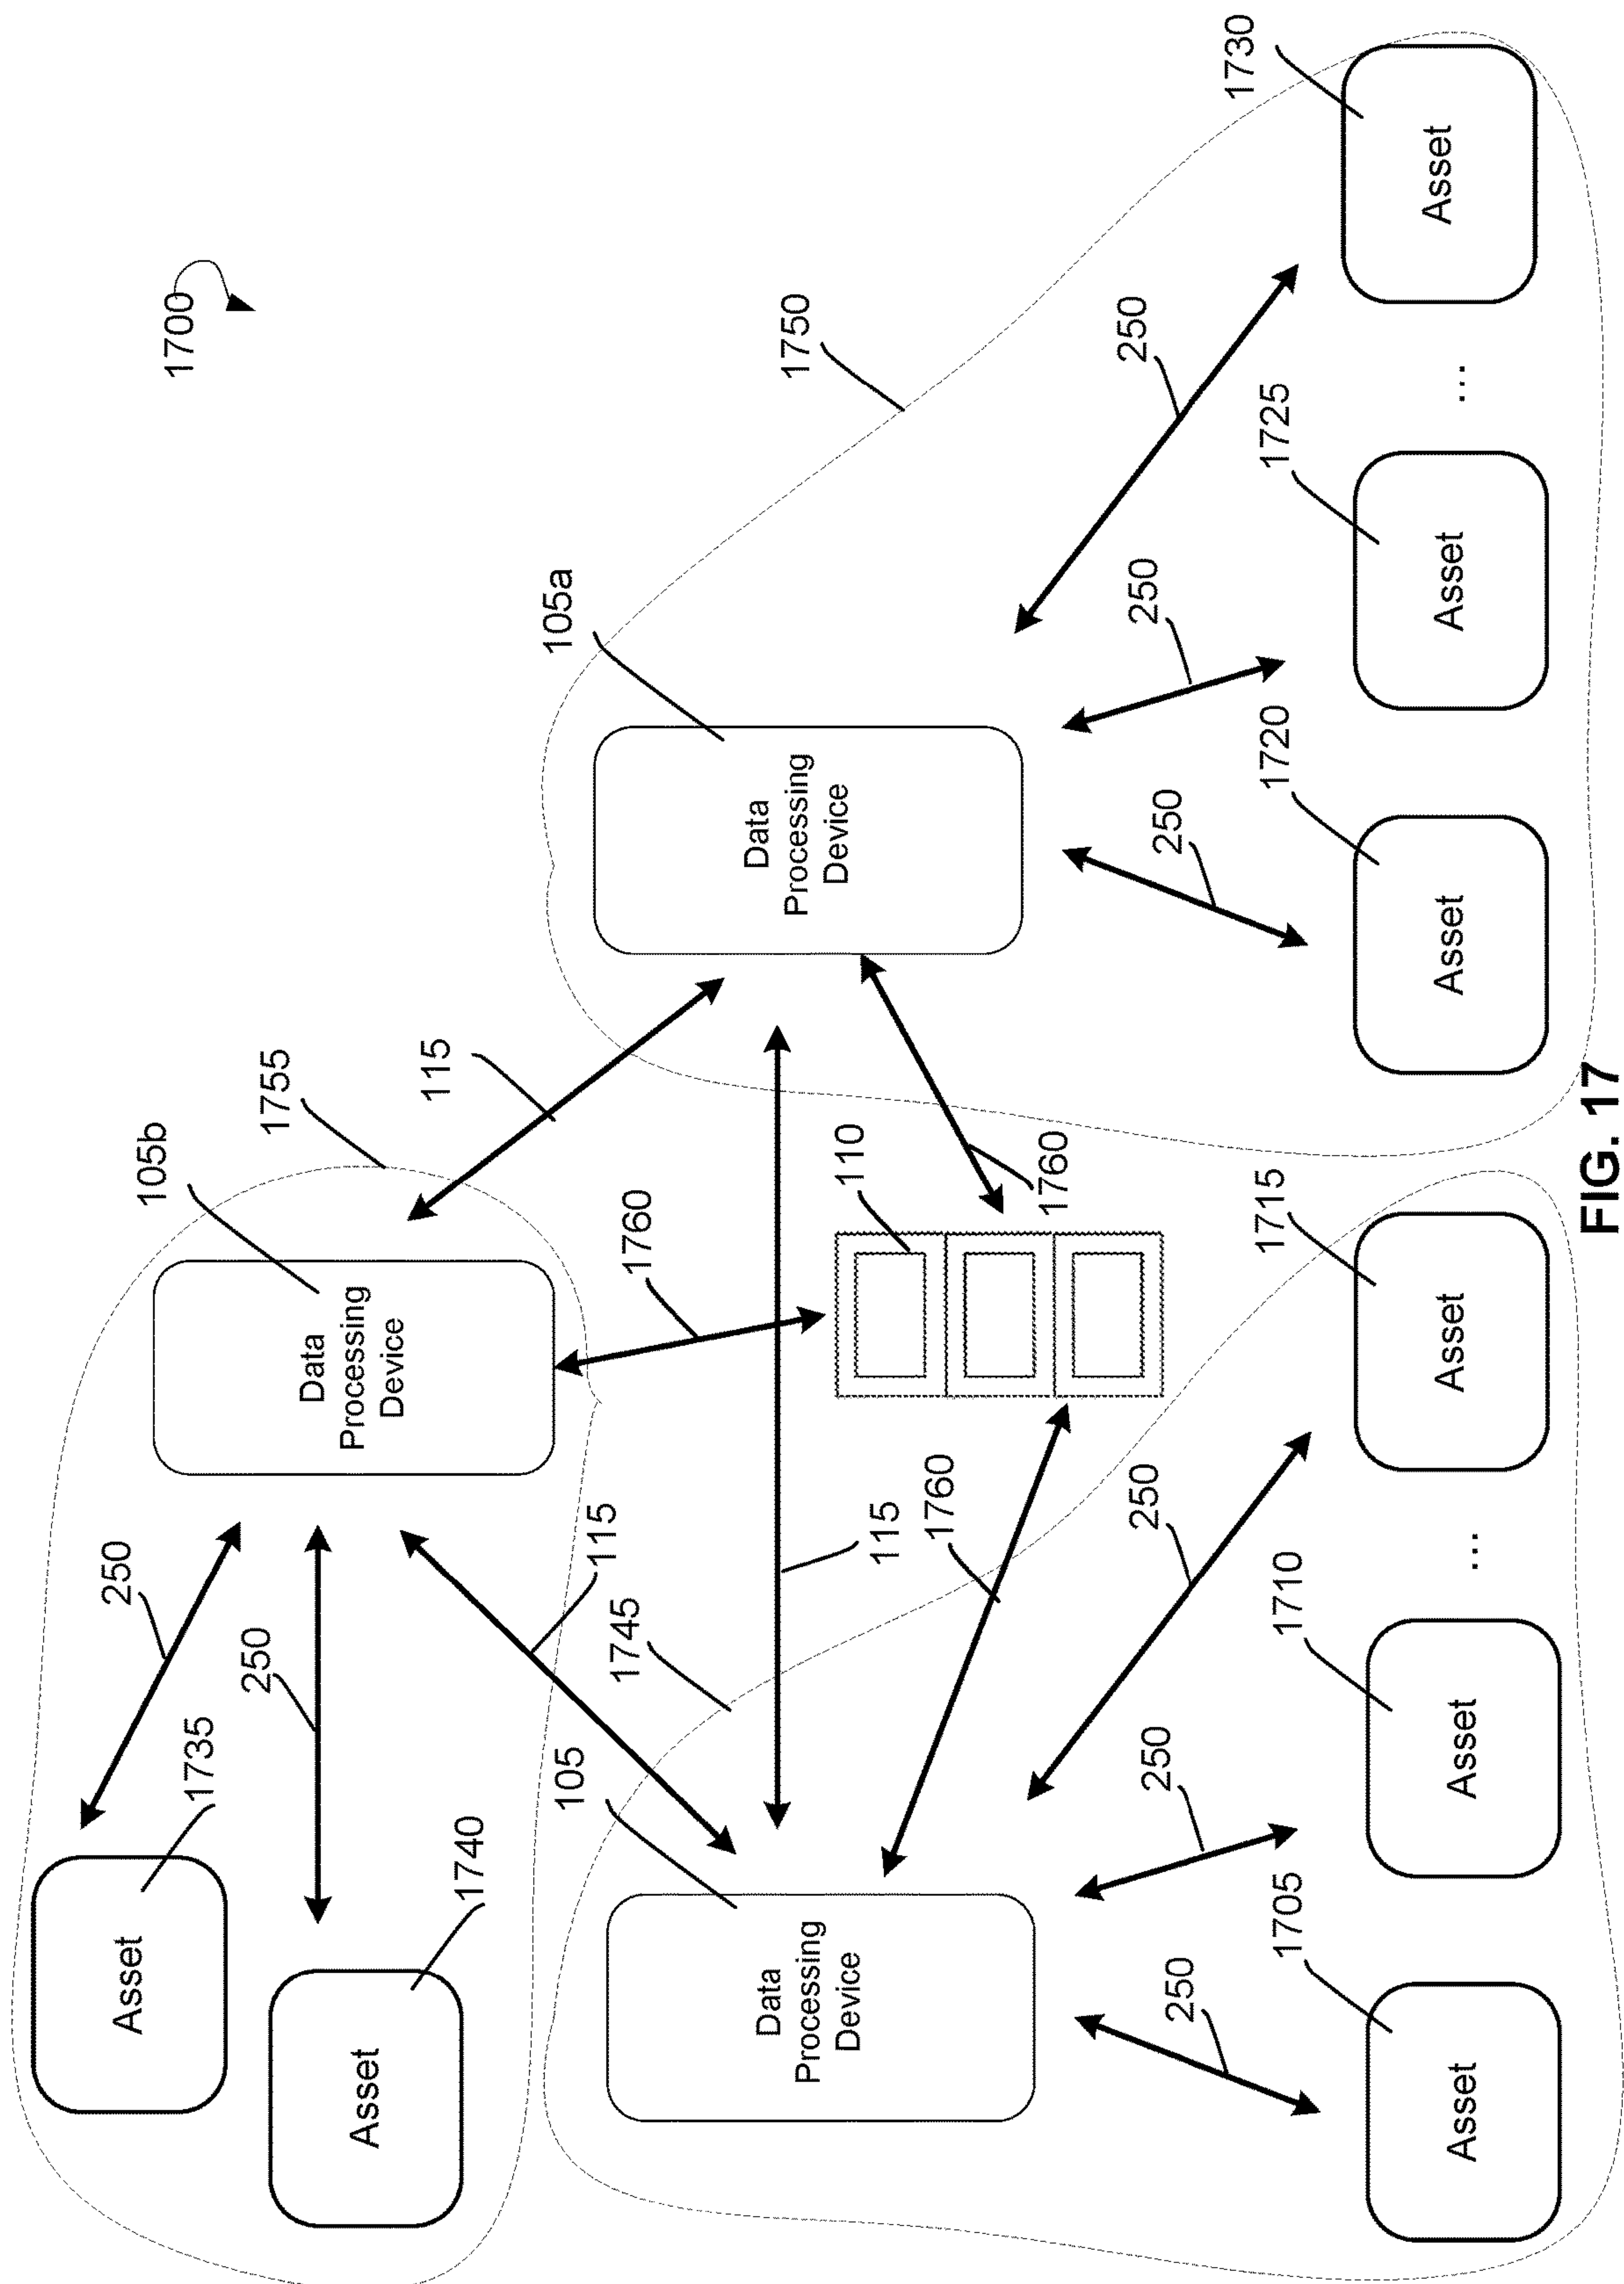 1700
250
105b
Asset
1735
250
1755
Data
Processing
Device
Asset
1740
115
105
115
1745
1760
105a
1750
Data
Processing
Device
115
1760
110
1760
Data
Processing
Device
250
250
250
250
250
250
1705
1710
1715
1720
1725
1730
Asset
Asset
...
Asset
Asset
Asset
...
Asset
FIG. 17